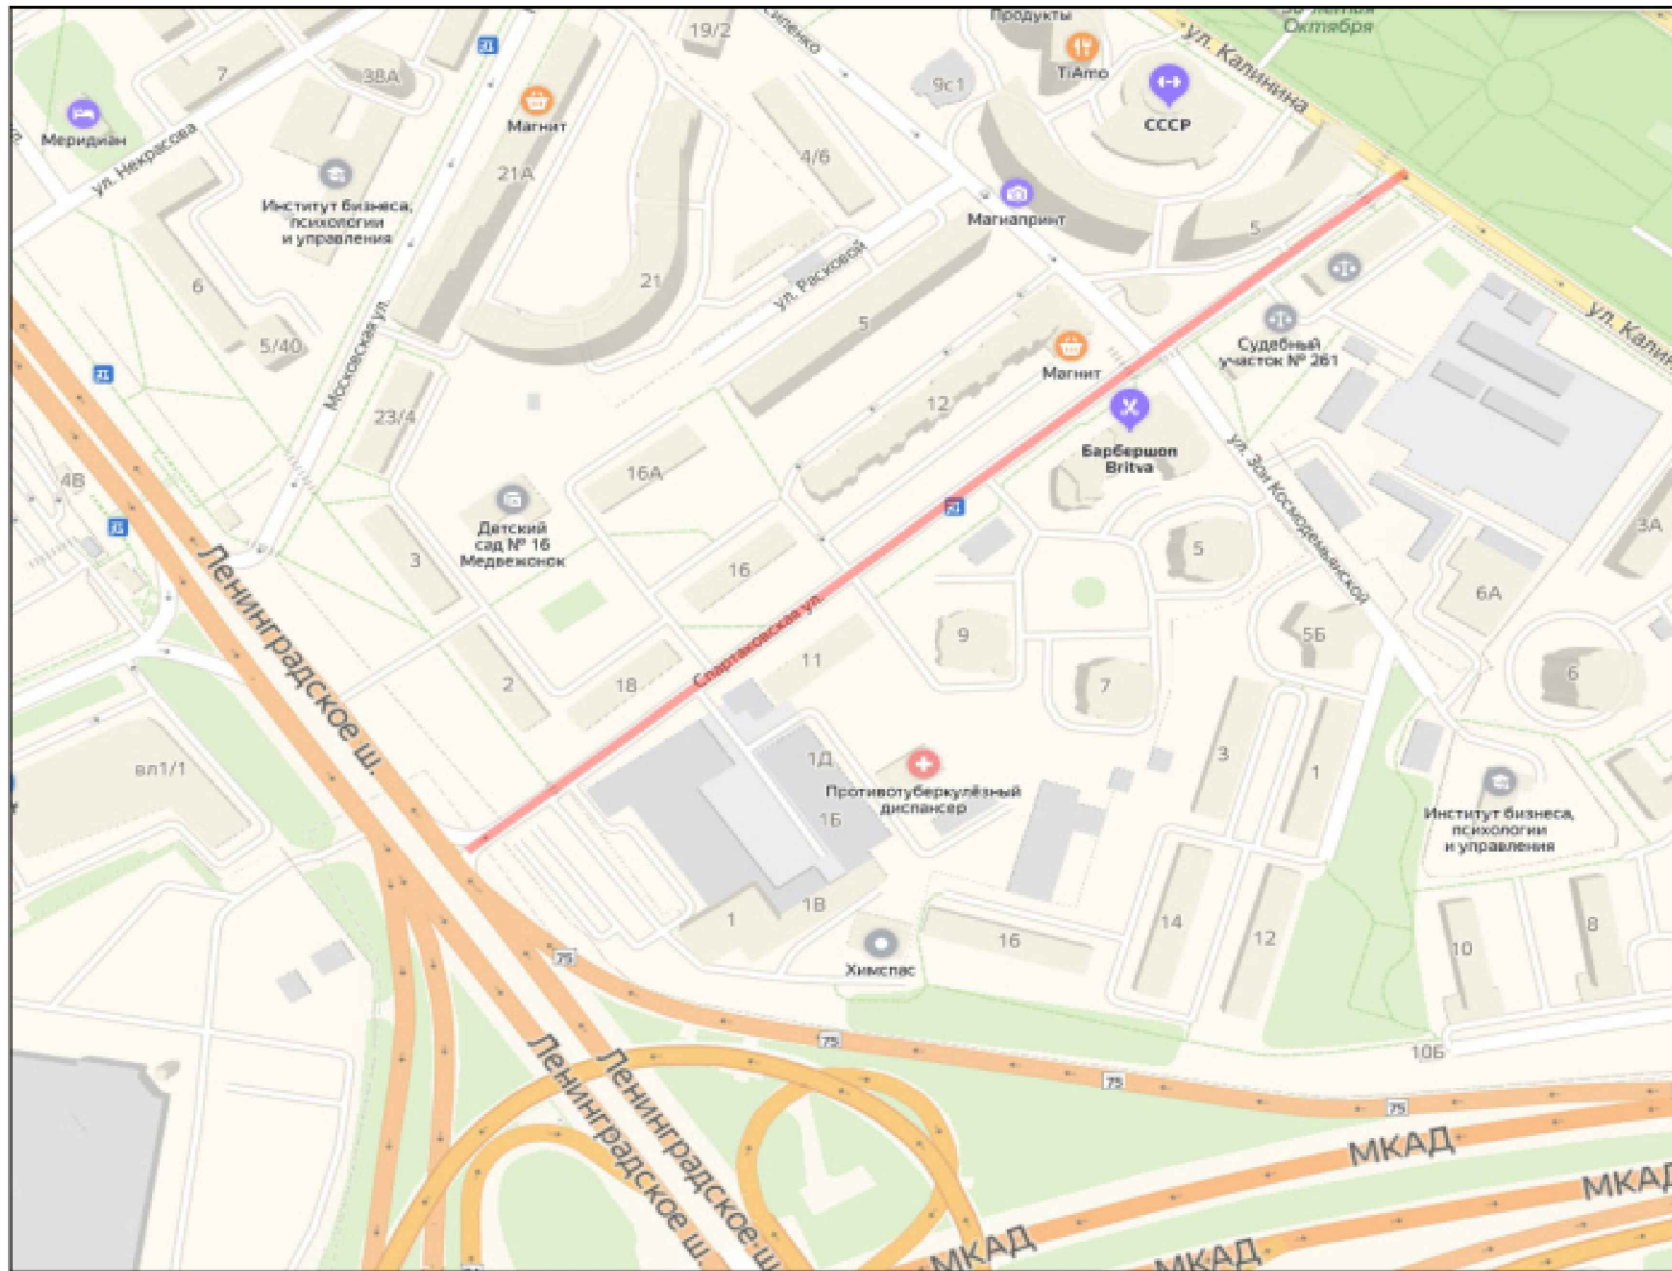 Продукты
Октября
19/2
ул. Калинина
7
38А
TiAmo
9с1
СССР
Меридиан
Магнит
ул. Некрасова
21А
4/6
Институт бизнеса,
психологии
и управления
Магиапринт
5
6
21
ул. Расковой
5
Судебный
участок № 261
ул. Калин
5/40
Московская ул.
Магнит
23/4
12
Барбершоп
Britva
ул. Зои Космодемьянской
16А
4В
Детский
сад № 16
Медвежонок
3
16
5
3А
6А
Ленинградское ш.
Спартаковская ул.
9
5Б
11
2
18
7
6
вл1/1
1Д
3
1
Противотуберкулёзный
диспансер
1Б
Институт бизнеса,
психологии
и управления
1
1В
14
12
16
10
8
75
Химспас
75
10Б
75
75
Ленинградское ш.
Ленинградское ш
МКАД
МКАД
МКАД
МКАД